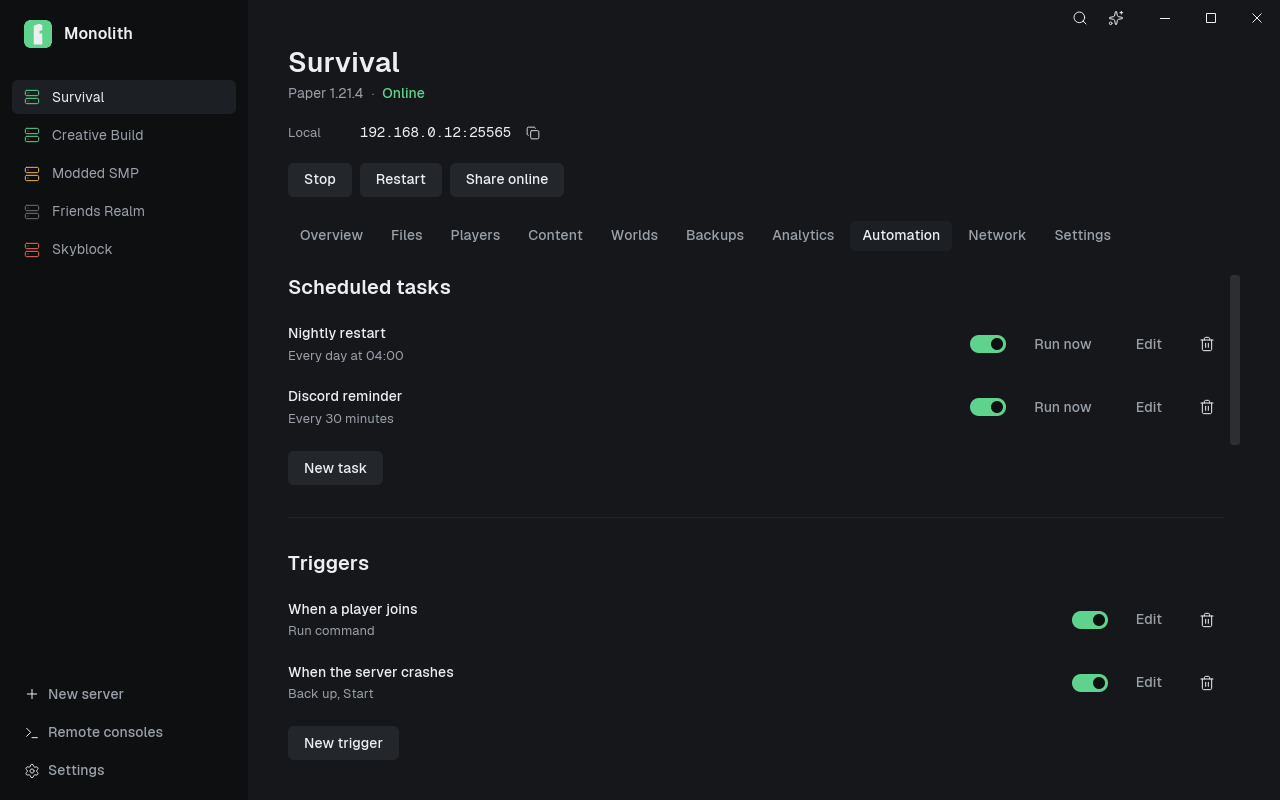 Monolith
Survival
Creative Build
Modded SMP
Friends Realm
Skyblock
New server
Remote consoles
Settings
Survival
Paper 1.21.4 · Online
Local 192.168.0.12:25565
Stop Restart Share online
Overview Files Players Content Worlds Backups Analytics Automation Network Settings
Scheduled tasks
Nightly restart
Every day at 04:00
Run now Edit
Discord reminder
Every 30 minutes
Run now Edit
New task
Triggers
When a player joins
Run command
Edit
When the server crashes
Back up, Start
Edit
New trigger